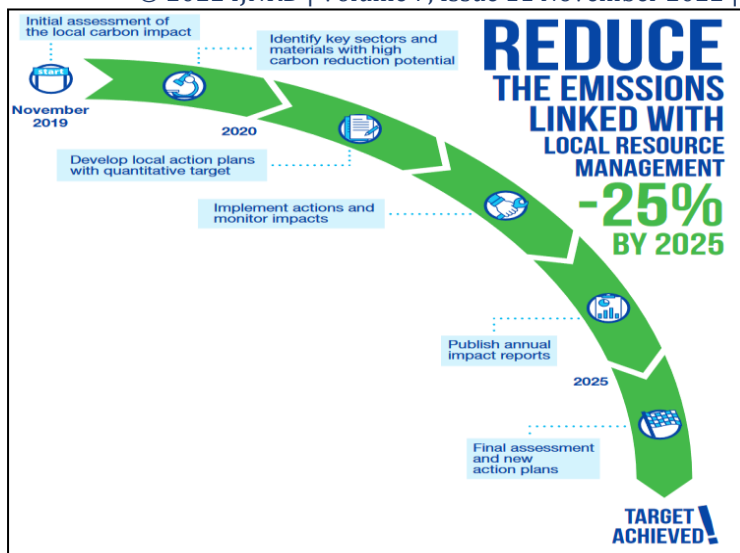 Initial assessment of
the local carbon impact
start
November
2019
Identify key sectors and
materials with high
carbon reduction potential
2020
Develop local action plans
with quantitative target
Implement actions and
monitor impacts
Publish annual
impact reports
2025
Final assessment
and new
action plans
TARGET
ACHIEVED!
REDUCE
THE EMISSIONS
LINKED WITH
LOCAL RESOURCE
MANAGEMENT
-25%
BY 2025